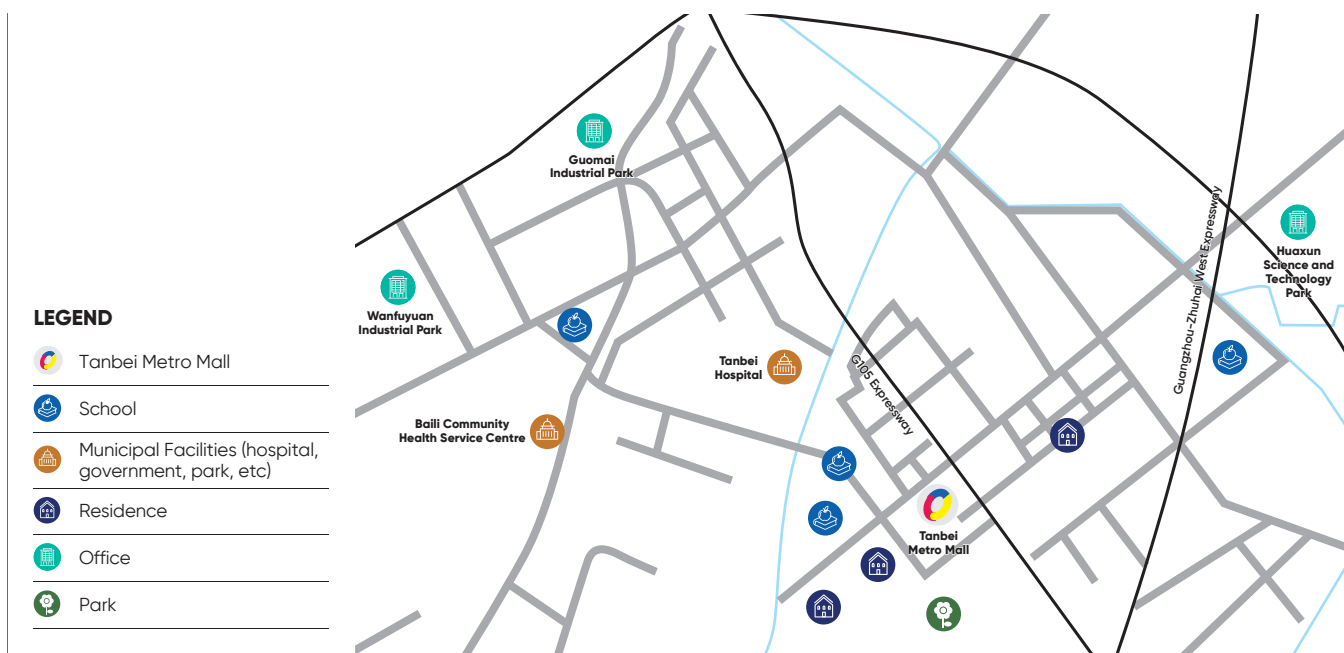 LEGEND
Tanbei Metro Mall
School
Municipal Facilities (hospital,
government, park, etc)
Residence
Office
Park
Guomai
Industrial Park
Wanfuyuan
Industrial Park
Baili Community
Health Service Centre
Tanbei
Hospital
G105 Expressway
Tanbei
Metro Mall
Guangzhou-Zhuhai West Expressway
Huaxun
Science and
Technology
Park